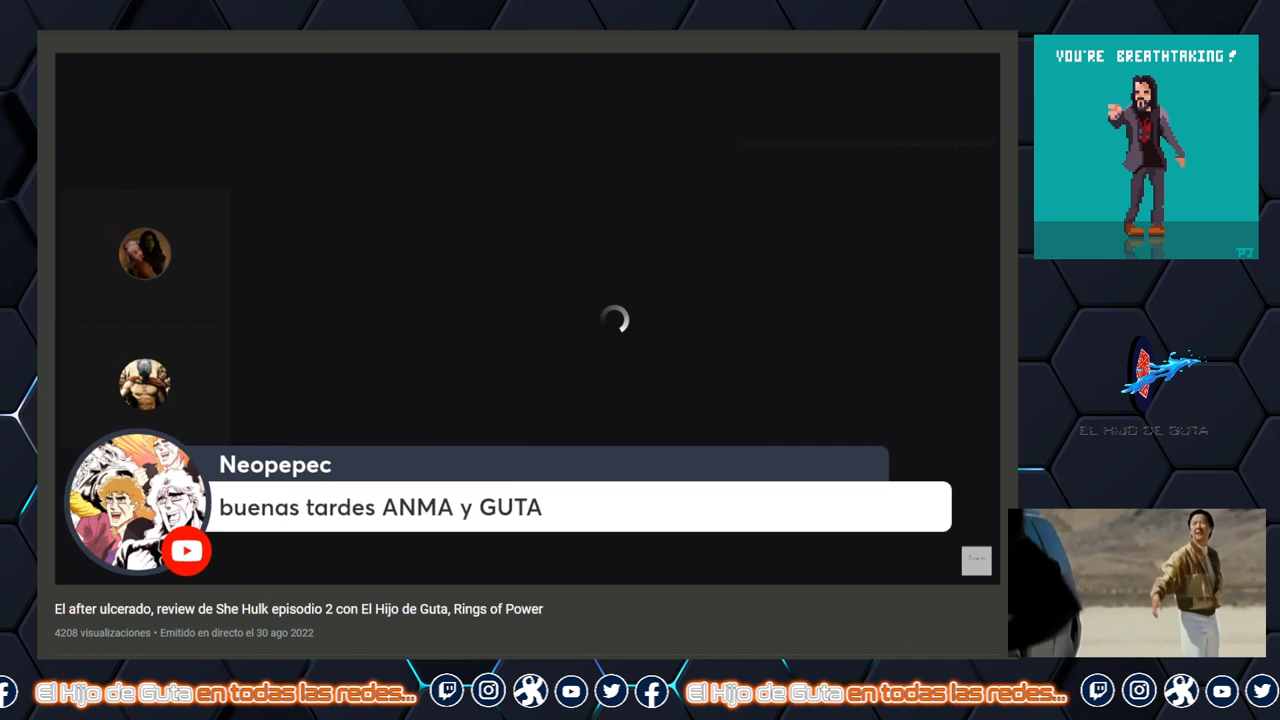 YOU'RE BREATHTAKING!
PJ
EL HIJO DE GUTA
Neopepec
buenas tardes ANMA y GUTA
El after ulcerado, review de She Hulk episodio 2 con El Hijo de Guta, Rings of Power
4208 visualizaciones • Emitido en directo el 30 ago 2022
El Hijo de Guta en todas las redes... El Hijo de Guta en todas las redes...